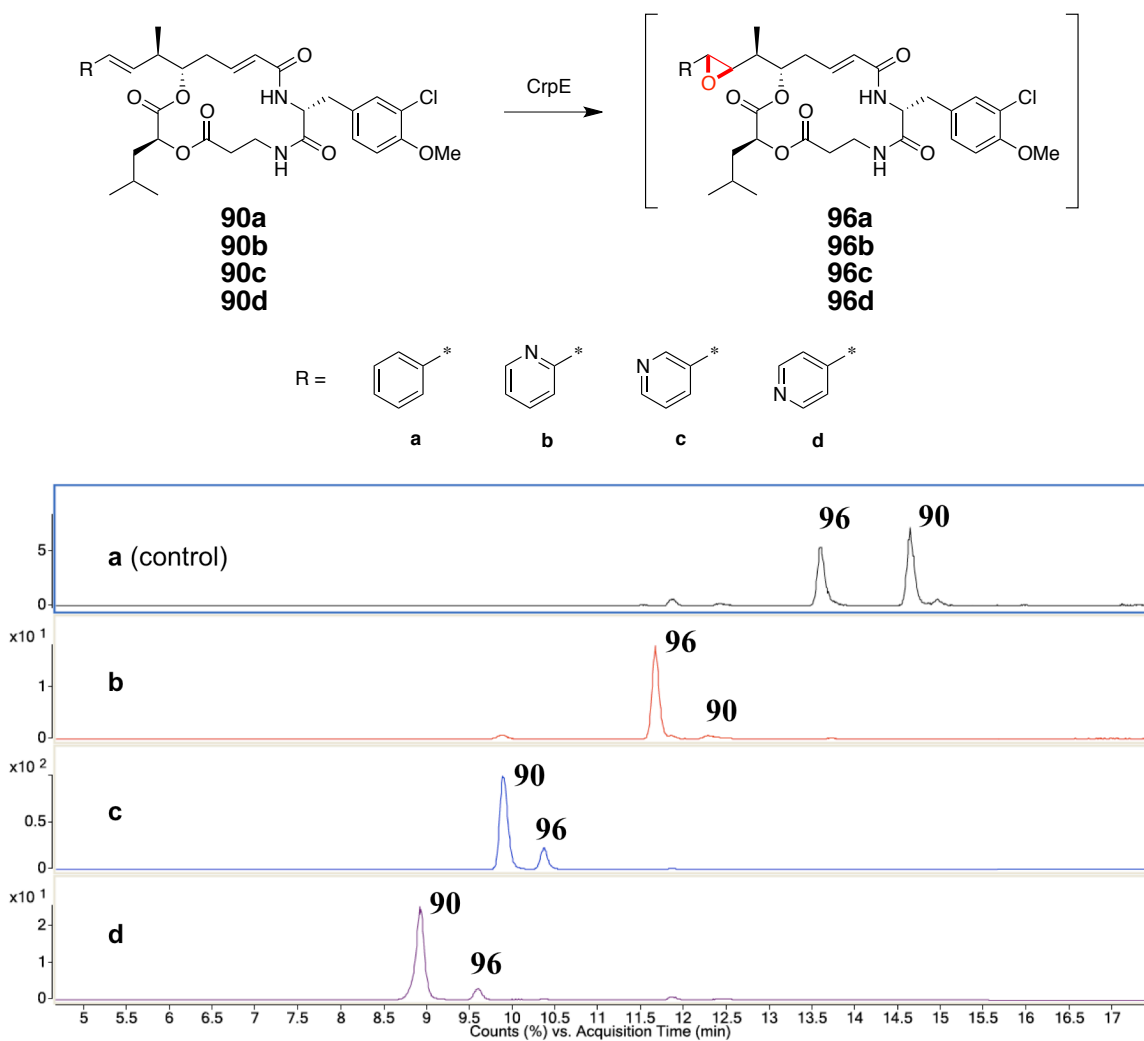 R
O
O
O
HN
O
O
O
N
H
O
Cl
OMe
CrpE
R
O
O
O
O
HN
O
O
O
N
H
O
Cl
OMe
90a
90b
90c
90d
96a
96b
96c
96d
R =
*
N
*
N
*
N
*
a
b
c
d
5
0
a (control)
96
90
x10 1
1
0
b
96
90
x10 2
0.5
0
c
90
96
x10 1
2
1
0
d
90
96
5 5.5 6 6.5 7 7.5 8 8.5 9 9.5 10 10.5 11 11.5 12 12.5 13 13.5 14 14.5 15 15.5 16 16.5 17
Counts (%) vs. Acquisition Time (min)